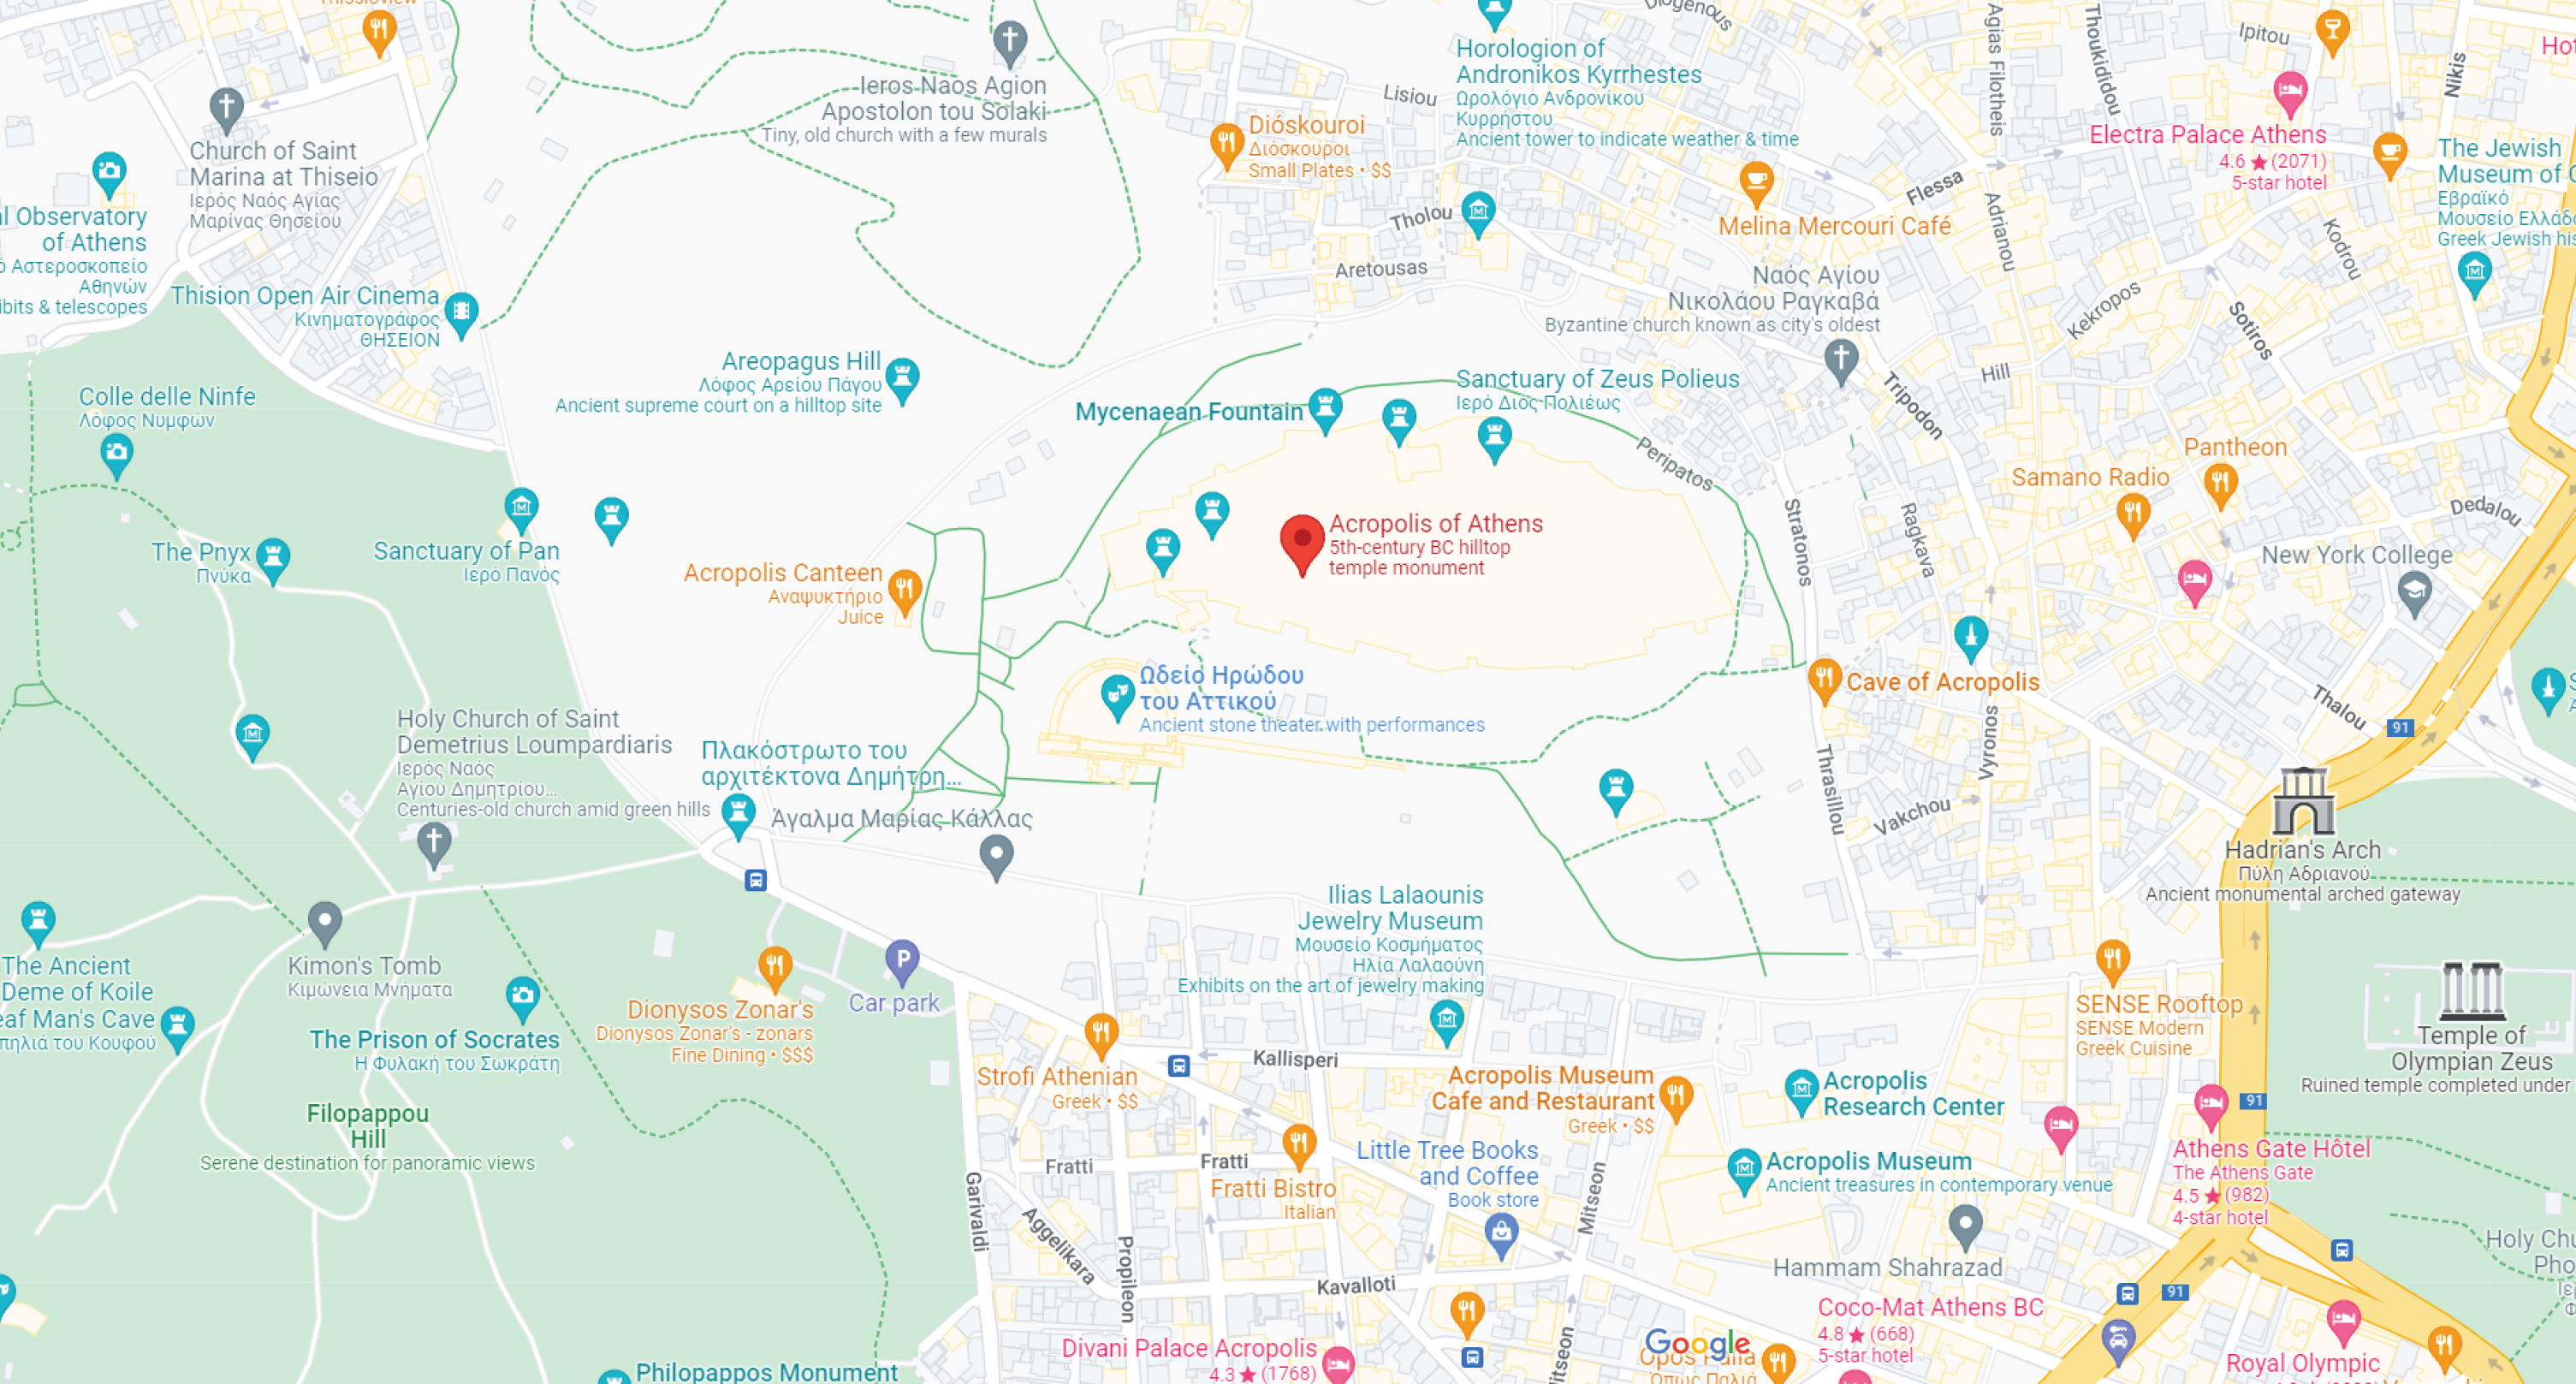 Ieros Naos Agion
Apostolon tou Solaki
Tiny, old church with a few murals
Horologion of
Andronikos Kyrrhestes
Ωρολόγιο Ανδρονίκου
Κυρρήστου
Ancient tower to indicate weather & time
Diogenous
Agias Filotheis
Thoukididou
Ipitou
Nikis
Lisiou
Dióskouroi
Διόσκουροι
Small Plates • $$
Electra Palace Athens
4.6 ★ (2071)
5-star hotel
The Jewish
Museum of
Εβραϊκό
Μουσείο
Greek Jewish
Church of Saint
Marina at Thiseio
Ιερός Ναός Αγίας
Μαρίνας Θησείου
Observatory
of Athens
Αστεροσκοπείο
Αθηνών
& telescopes
Tholou
Aretousas
Melina Mercouri Café
Flessa
Adrianou
Kodrou
Kekropos
Sotiros
Ναός Αγίου
Νικολάου Ραγκαβά
Byzantine church known as city's oldest
Thision Open Air Cinema
Κινηματογράφος
ΘΗΣΕΙΟΝ
Areopagus Hill
Λόφος Αρείου Πάγου
Ancient supreme court on a hilltop site
Colle delle Ninfe
Λόφος Νυμφών
Mycenaean Fountain
Sanctuary of Zeus Polieus
Ιερό Διός Πολιέως
Hill
Tripodon
Peripatos
Pantheon
Samano Radio
Dedalou
Stratonos
Ragkava
Acropolis of Athens
5th-century BC hilltop
temple monument
The Pnyx
Πνύκα
Sanctuary of Pan
Ιερό Πανός
New York College
Acropolis Canteen
Αναψυκτήριο
Juice
Ωδείο Ηρώδου
του Αττικού
Ancient stone theater with performances
Cave of Acropolis
Thalou
91
Holy Church of Saint
Demetrius Loumpardiaris
Ιερός Ναός
Αγίου Δημητρίου...
Centuries-old church amid green hills
Πλακόστρωτο του
αρχιτέκτονα Δημήτρη...
Άγαλμα Μαρίας Κάλλας
Thrasillou
Vyronos
Vakchou
Hadrian's Arch
Πύλη Αδριανού
Ancient monumental arched gateway
Ilias Lalaounis
Jewelry Museum
Μουσείο Κοσμήματος
Ηλία Λαλαούνη
Exhibits on the art of jewelry making
The Ancient
Deme of Koile
Man's Cave
του Κουφού
Kimon's Tomb
Κιμώνεια Μνήματα
The Prison of Socrates
Η Φυλακή του Σωκράτη
Dionysos Zonar's
Dionysos Zonar's - zonars
Fine Dining • $$$
P
Car park
SENSE Rooftop
SENSE Modern
Greek Cuisine
Temple of
Olympian Zeus
Ruined temple completed under
Strofi Athenian
Greek • $$
Kallisperi
Acropolis Museum
Cafe and Restaurant
Greek • $$
Acropolis
Research Center
91
Filopappou
Hill
Serene destination for panoramic views
Fratti
Fratti
Fratti Bistro
Italian
Little Tree Books
and Coffee
Book store
Acropolis Museum
Ancient treasures in contemporary venue
Athens Gate Hôtel
The Athens Gate
4.5 ★ (982)
4-star hotel
Garivaldi
Aggelikara
Propileon
Mitseon
Hammam Shahrazad
Holy
Kavalloti
91
Coco-Mat Athens BC
4.8 ★ (668)
5-star hotel
Divani Palace Acropolis
4.3 ★ (1768)
Google
Royal Olympic
Philopappos Monument